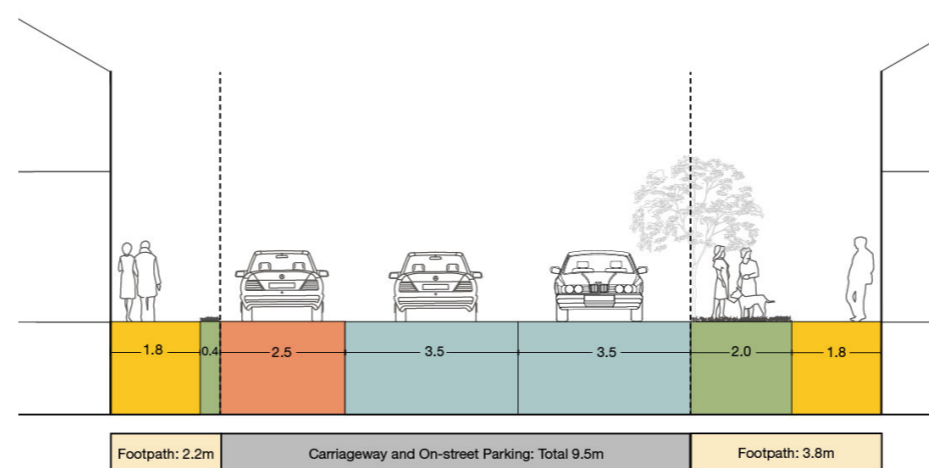 1.8
0.4
2.5
3.5
3.5
2.0
1.8
Footpath: 2.2m
Carriageway and On-street Parking: Total 9.5m
Footpath: 3.8m